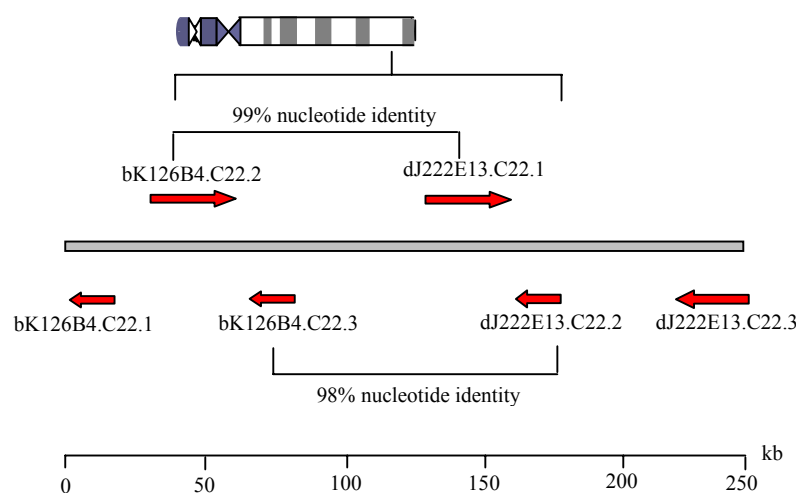 99% nucleotide identity
bK126B4.C22.2
dJ222E13.C22.1
bK126B4.C22.1
bK126B4.C22.3
dJ222E13.C22.2
dJ222E13.C22.3
98% nucleotide identity
kb
0 50 100 150 200 250